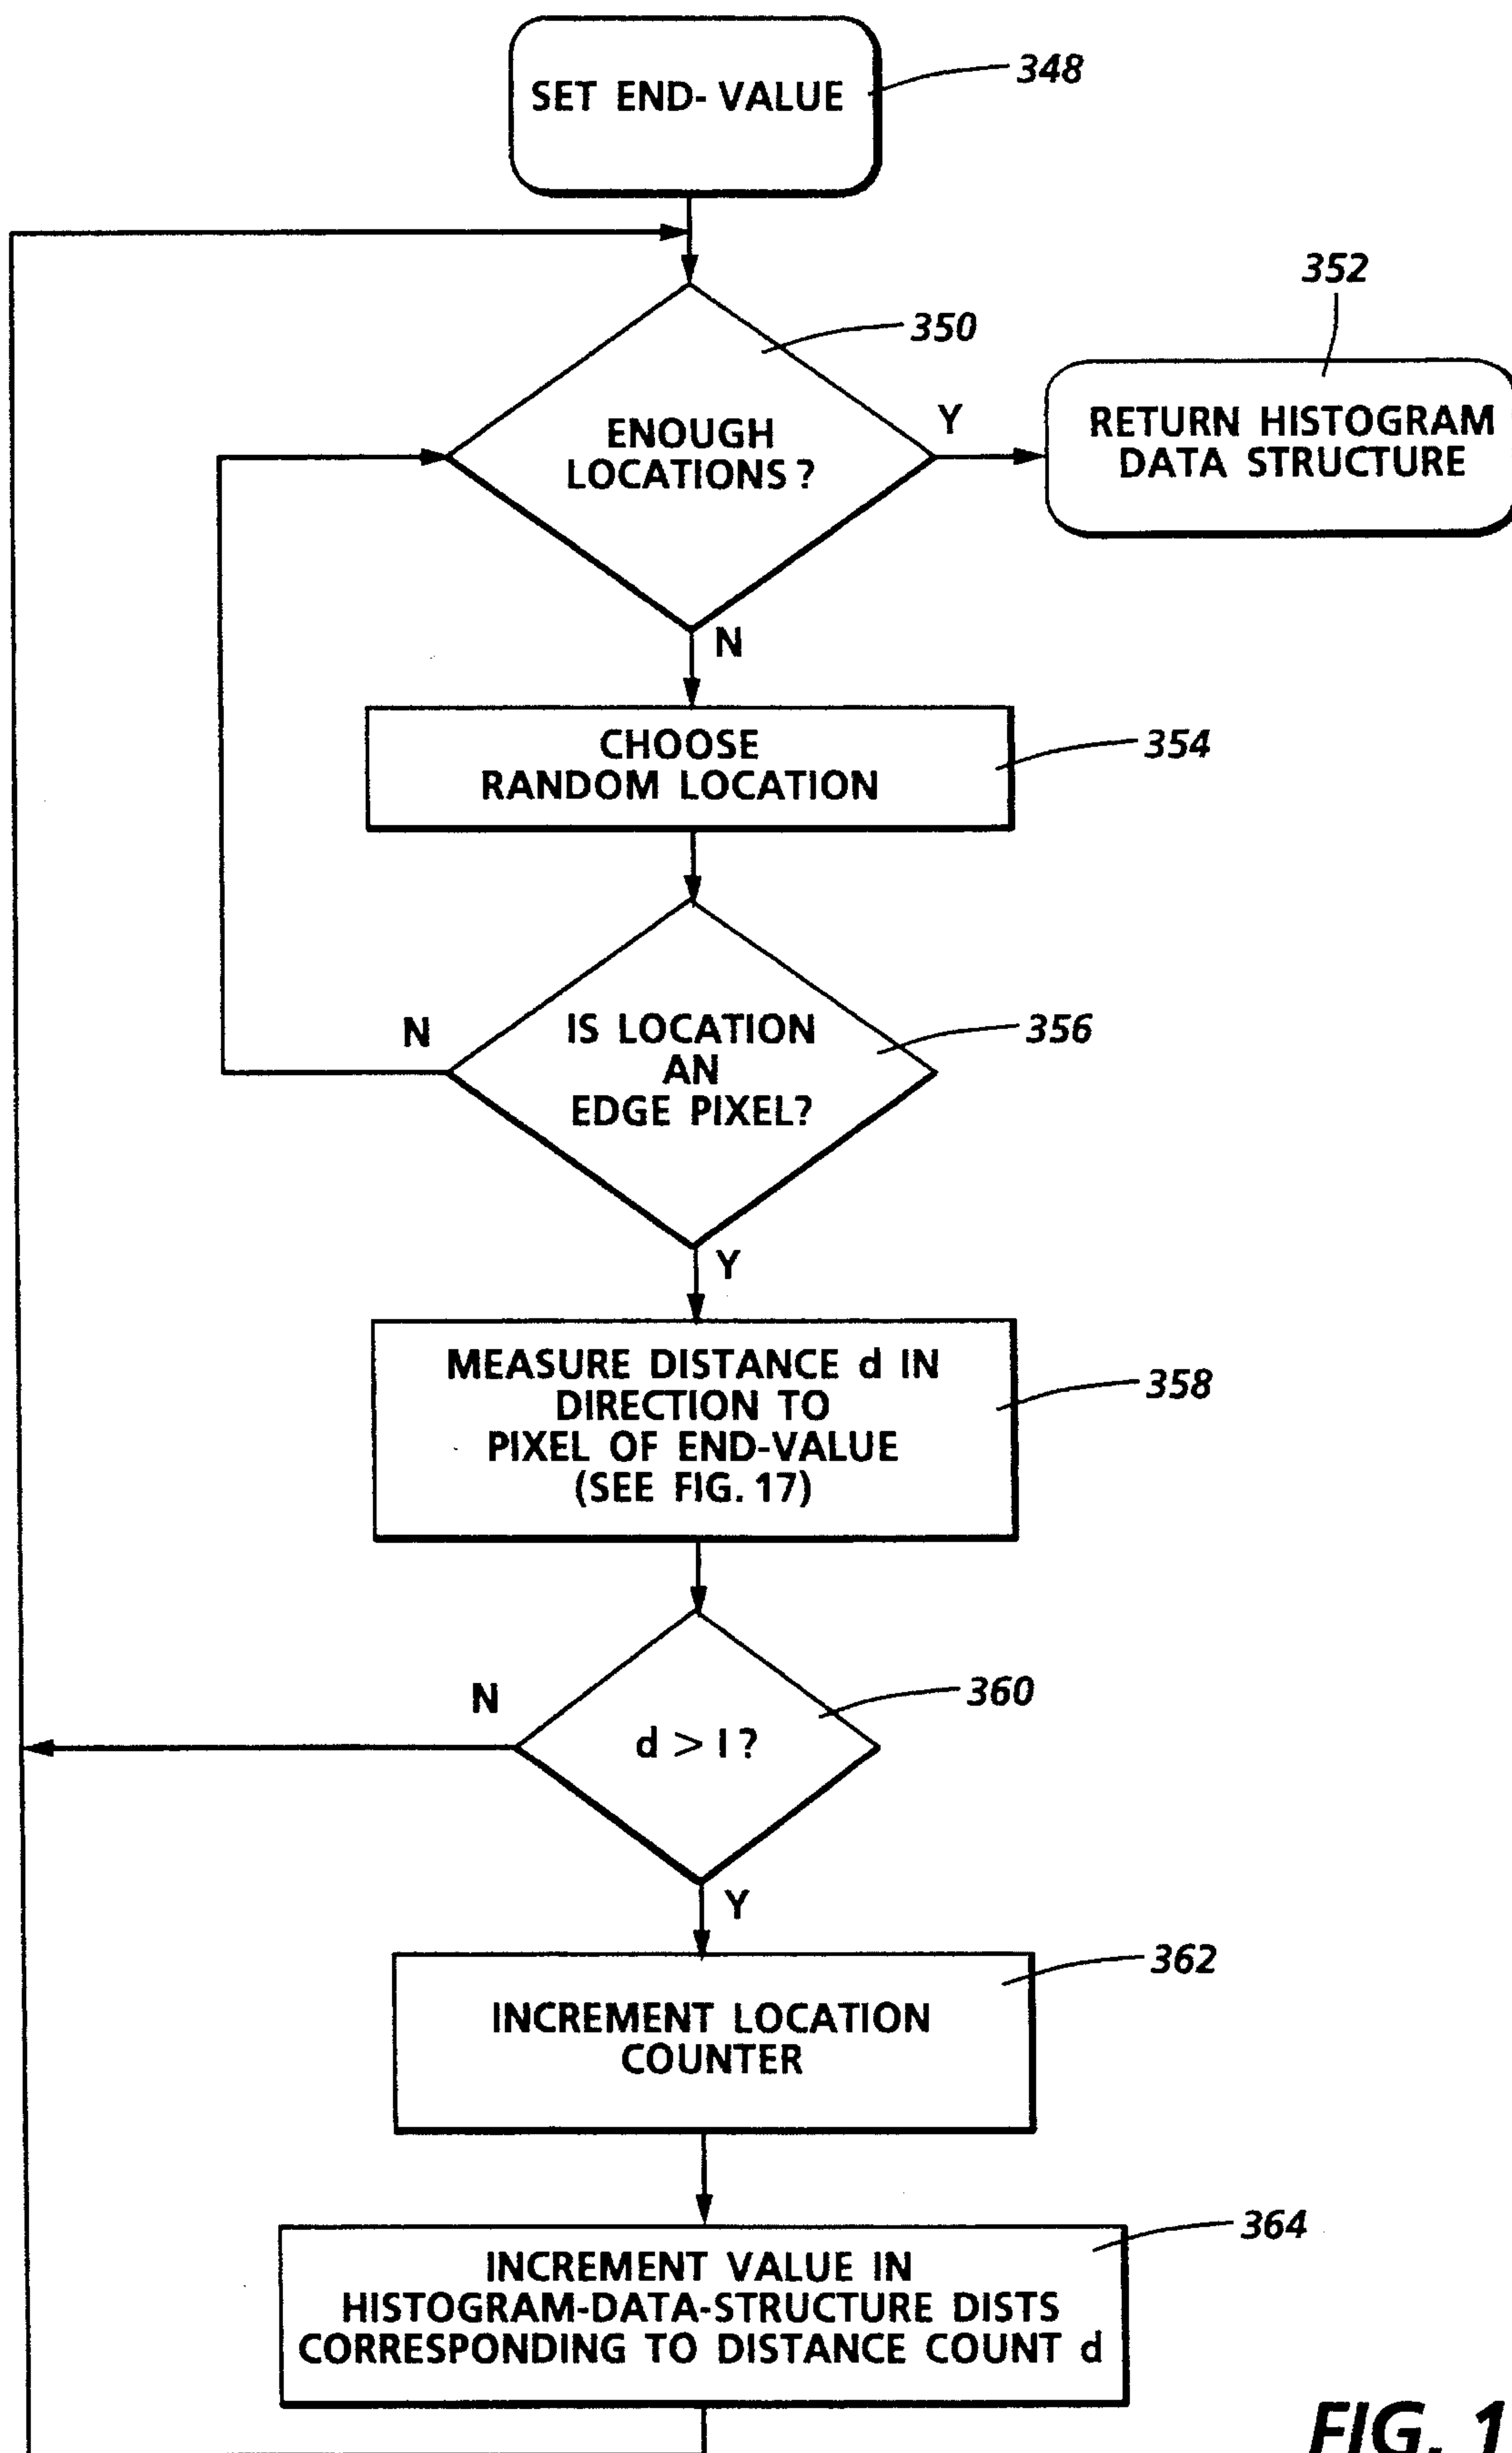 SET END-VALUE
348
350
352
ENOUGH
LOCATIONS?
Y
RETURN HISTOGRAM
DATA STRUCTURE
N
CHOOSE
RANDOM LOCATION
354
N
IS LOCATION
AN
EDGE PIXEL?
356
Y
MEASURE DISTANCE d IN
DIRECTION TO
PIXEL OF END-VALUE
(SEE FIG. 17)
358
N
d > I?
360
Y
362
INCREMENT LOCATION
COUNTER
364
INCREMENT VALUE IN
HISTOGRAM-DATA-STRUCTURE DISTS
CORRESPONDING TO DISTANCE COUNT d
FIG. 1